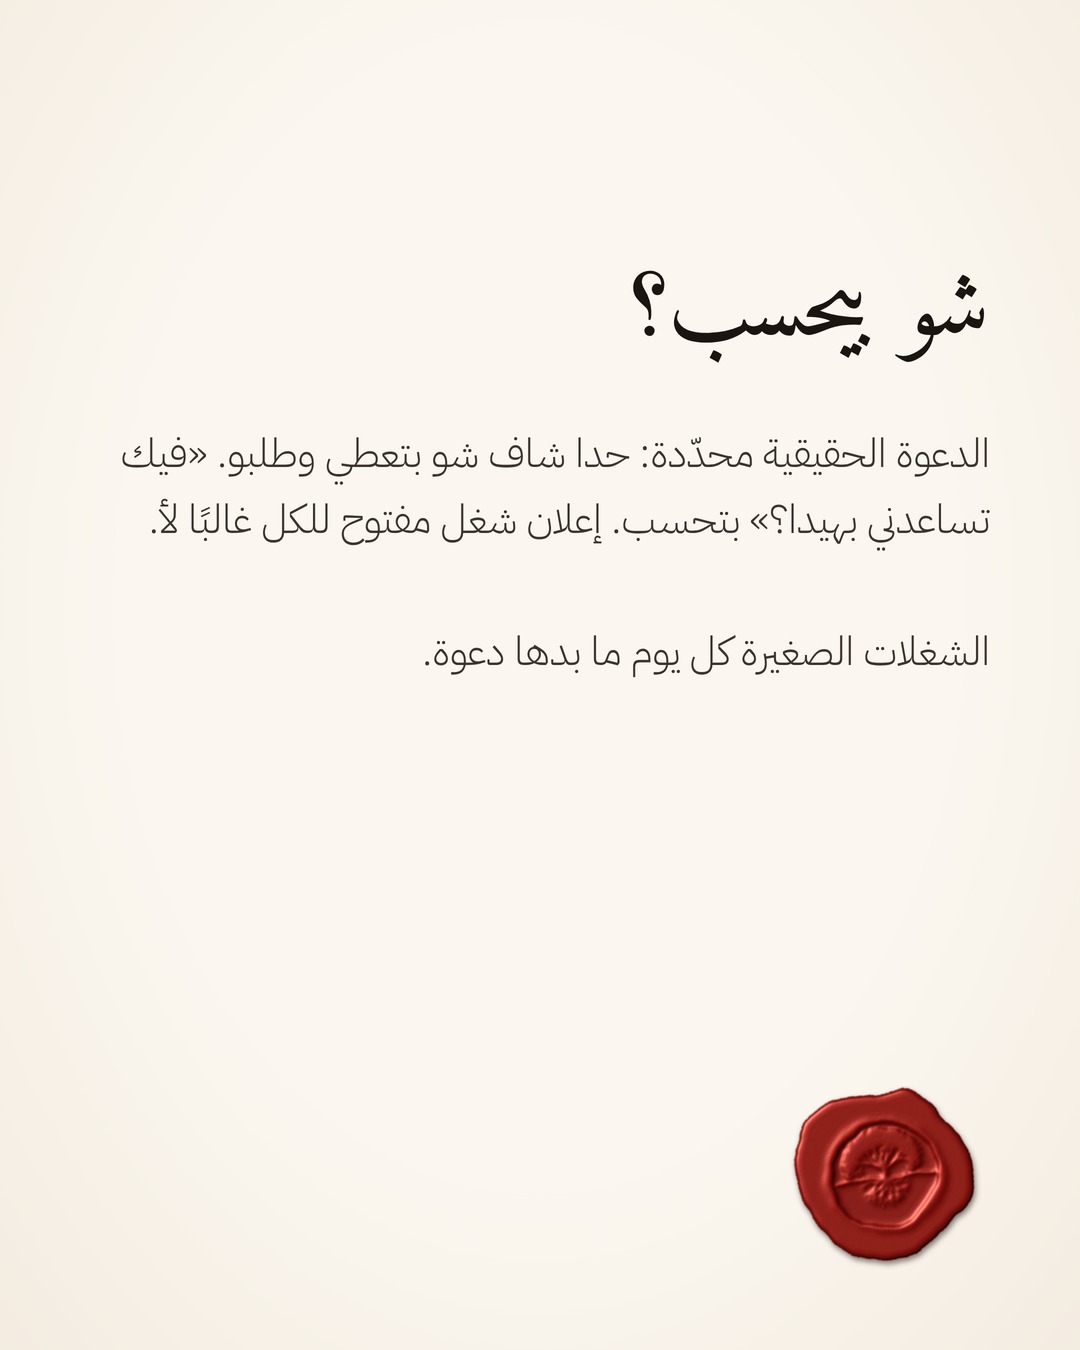 شو بيحسب؟
الدعوة الحقيقية محدّدة: حدا شاف شو بتعطي وطلبو. «فيك
تساعدني بهيدا؟» بتحسب. إعلان شغل مفتوح للكل غالبًا لأ.
الشغلات الصغيرة كل يوم ما بدها دعوة.